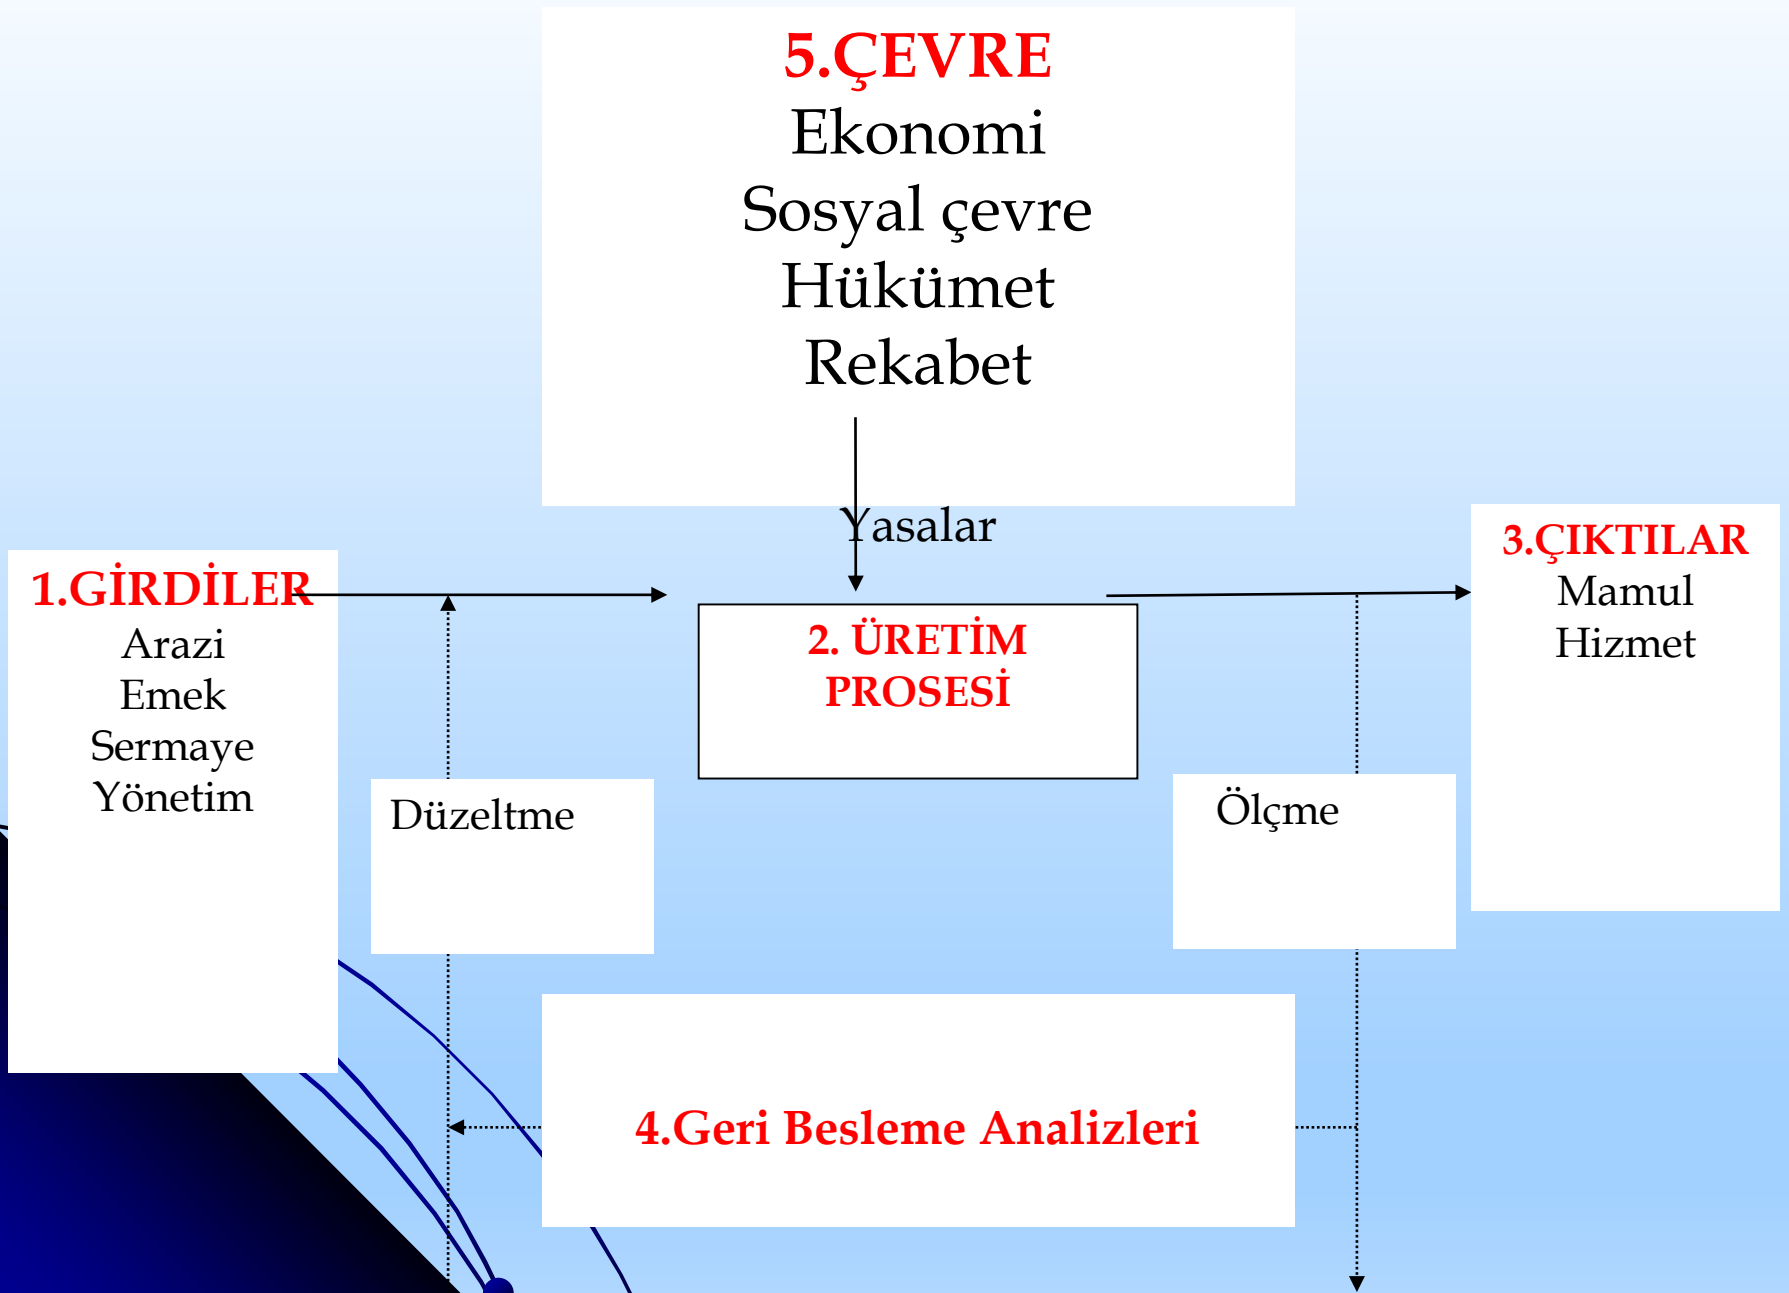 5.ÇEVRE
Ekonomi
Sosyal çevre
Hükümet
Rekabet
Yasalar
1.GİRDİLER
Arazi
Emek
Sermaye
Yönetim
2. ÜRETİM
PROSESİ
3.ÇIKTILAR
Mamul
Hizmet
Düzeltme
Ölçme
4.Geri Besleme Analizleri